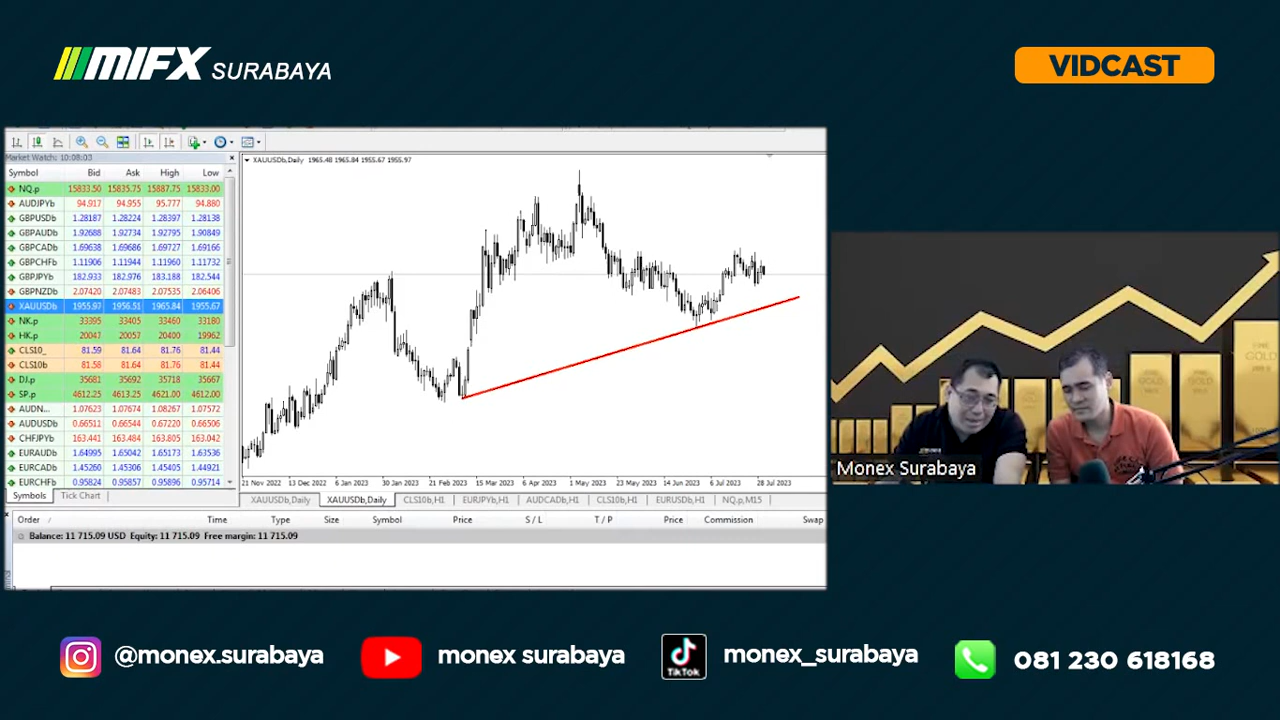 MIFX SURABAYA
VIDCAST
Market Watch: 10:08:03
Symbol Bid Ask High Low
NQ.p 15833.50 15835.75 15887.75 15833.00
AUDJPYb 94.917 94.955 95.777 94.880
GBPUSDb 1.28187 1.28224 1.28397 1.28138
GBPAUDb 1.92688 1.92734 1.92795 1.90849
GBPCADb 1.69638 1.69686 1.69727 1.69166
GBPCHFb 1.11906 1.11944 1.11960 1.11732
GBPJPYb 182.933 182.976 183.188 182.544
GBPNZDb 2.07420 2.07483 2.07535 2.06406
XAUUSDb 1955.97 1956.51 1965.84 1955.67
NK.p 33395 33405 33460 33180
HK.p 20047 20057 20400 19962
CLS10_ 81.59 81.64 81.76 81.44
CLS10b 81.58 81.64 81.76 81.44
DJ.p 35681 35692 35718 35667
SP.p 4612.25 4613.25 4621.00 4612.00
AUDN... 1.07623 1.07674 1.08267 1.07572
AUDUSDb 0.66511 0.66544 0.67220 0.66506
CHFJPYb 163.441 163.484 163.805 163.042
EURAUDb 1.64995 1.65042 1.65173 1.63536
EURCADb 1.45260 1.45306 1.45405 1.44921
EURCHFb 0.95824 0.95857 0.95896 0.95714
Symbols Tick Chart
XAUUSDb,Daily 1965.48 1965.84 1955.67 1955.97
21 Nov 2022 13 Dec 2022 6 Jan 2023 30 Jan 2023 21 Feb 2023 15 Mar 2023 7 Apr 2023 1 May 2023 23 May 2023 14 Jun 2023 6 Jul 2023 28 Jul 2023
XAUUSDb,Daily XAUUSDb,Daily CLS10b,H1 EURJPYb,H1 AUDCADb,H1 CLS10b,H1 EURUSDb,H1 NQ.p,M15
Order Time Type Size Symbol Price S / L T / P Price Commission Swap
Balance: 11 715.09 USD Equity: 11 715.09 Free margin: 11 715.09
Monex Surabaya
@monex.surabaya
monex surabaya
TikTok
monex_surabaya
081 230 618168